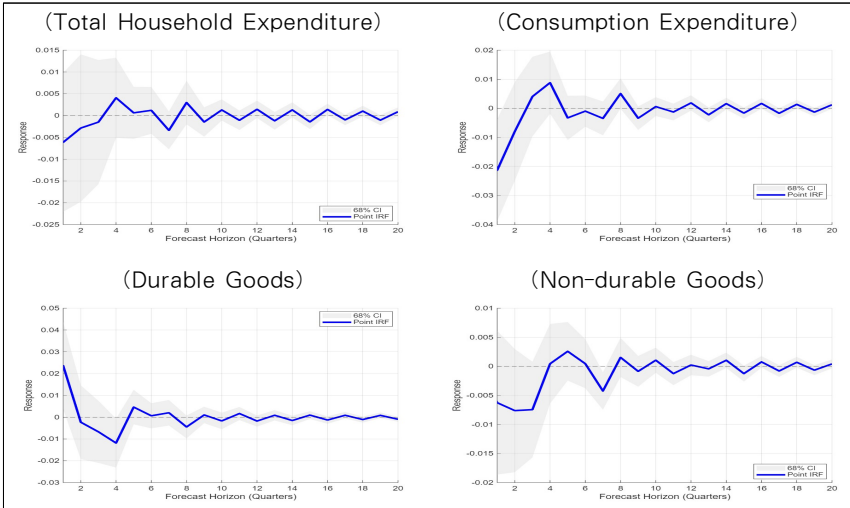 (Total Household Expenditure)
0.015
0.01
0.005
0
-0.005
-0.01
-0.015
-0.02
-0.025
Response
2 4 6 8 10 12 14 16 18 20
Forecast Horizon (Quarters)
68% CI
Point IRF
(Consumption Expenditure)
0.02
0.01
0
-0.01
-0.02
-0.03
-0.04
Response
2 4 6 8 10 12 14 16 18 20
Forecast Horizon (Quarters)
68% CI
Point IRF
(Durable Goods)
0.05
0.04
0.03
0.02
0.01
0
-0.01
-0.02
-0.03
Response
2 4 6 8 10 12 14 16 18 20
Forecast Horizon (Quarters)
68% CI
Point IRF
(Non-durable Goods)
0.01
0.005
0
-0.005
-0.01
-0.015
-0.02
Response
2 4 6 8 10 12 14 16 18 20
Forecast Horizon (Quarters)
68% CI
Point IRF